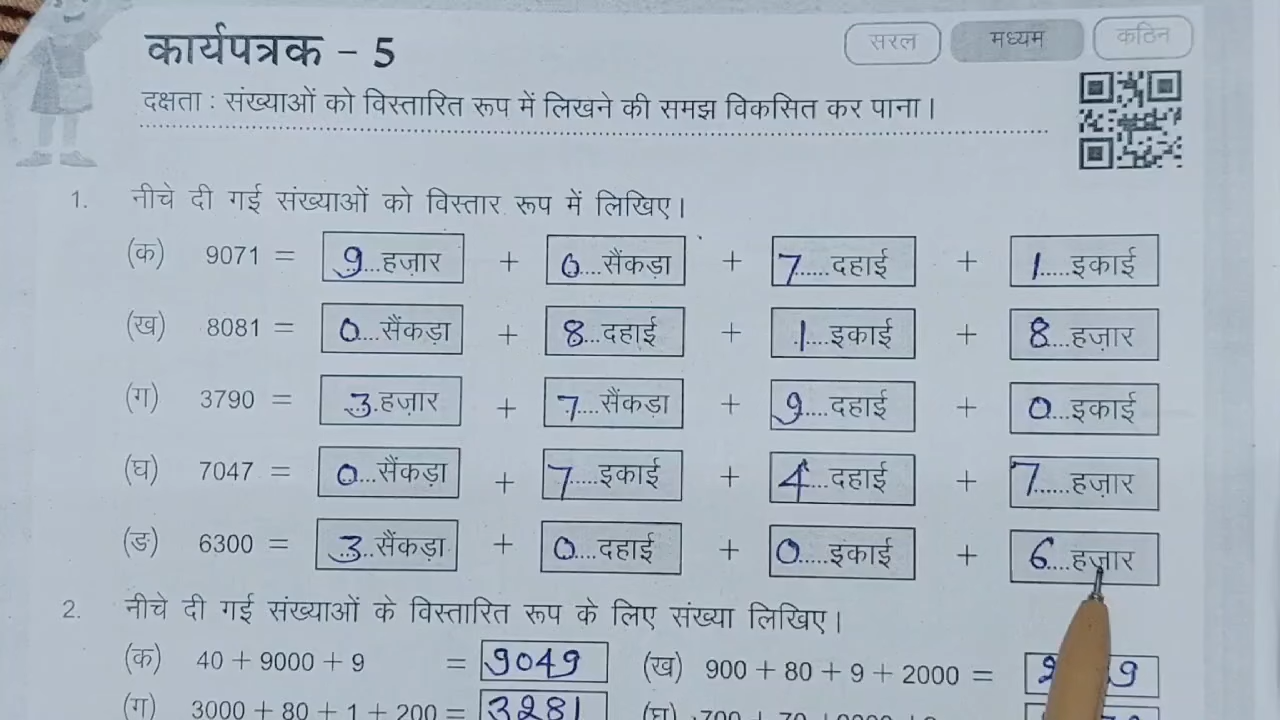 कार्यपत्रक – 5 सरल मध्यम कठिन
दक्षता : संख्याओं को विस्तारित रूप में लिखने की समझ विकसित कर पाना।
1. नीचे दी गई संख्याओं को विस्तार रूप में लिखिए।
(क) 9071 = 9...हज़ार + 0....सैंकड़ा + 7.....दहाई + 1.....इकाई
(ख) 8081 = 0...सैंकड़ा + 8...दहाई + 1....इकाई + 8...हज़ार
(ग) 3790 = 3.हज़ार + 7....सैंकड़ा + 9....दहाई + 0....इकाई
(घ) 7047 = 0...सैंकड़ा + 7.....इकाई + 4...दहाई + 7......हज़ार
(ङ) 6300 = 3..सैंकड़ा + 0....दहाई + 0.....इकाई + 6....हज़ार
2. नीचे दी गई संख्याओं के विस्तारित रूप के लिए संख्या लिखिए।
(क) 40 + 9000 + 9 = 9049 (ख) 900 + 80 + 9 + 2000 =
(ग) 3000 + 80 + 1 + 200 = 3281 (घ)